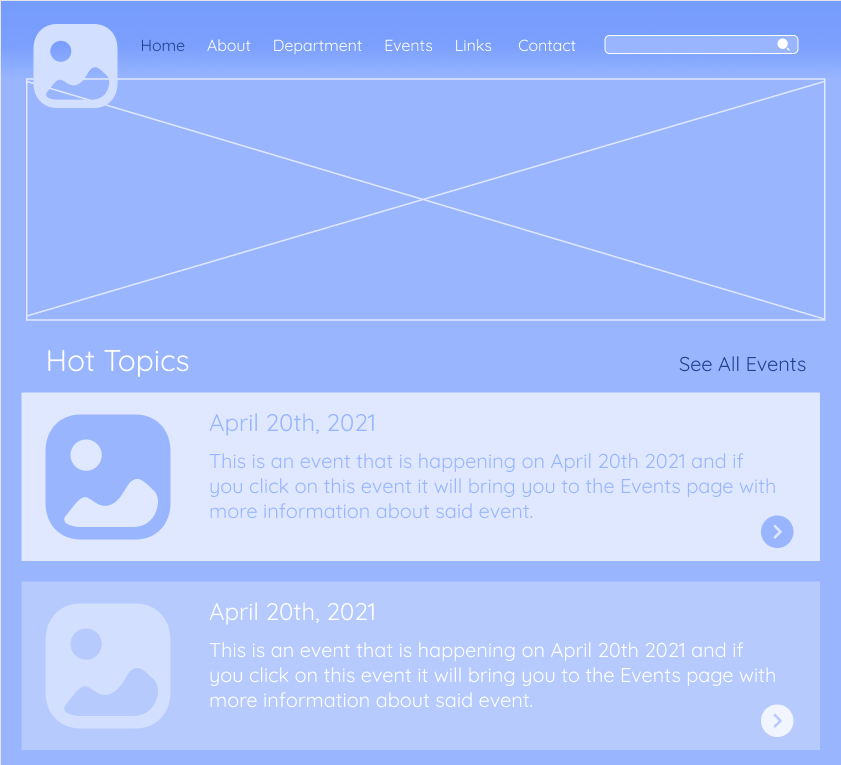 Home About Department Events Links Contact
Hot Topics
See All Events
April 20th, 2021
This is an event that is happening on April 20th 2021 and if
you click on this event it will bring you to the Events page with
more information about said event.
April 20th, 2021
This is an event that is happening on April 20th 2021 and if
you click on this event it will bring you to the Events page with
more information about said event.